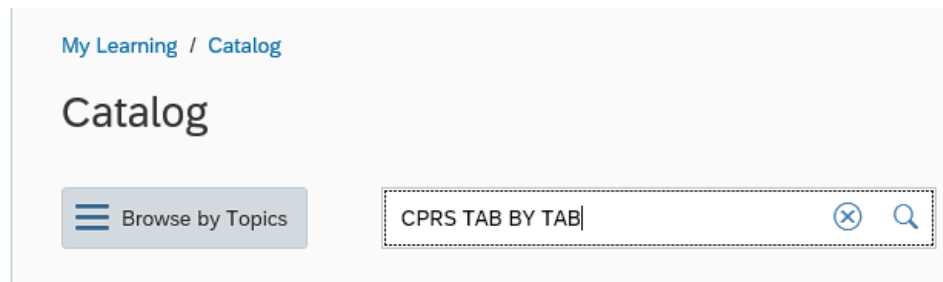 My Learning / Catalog
Catalog
Browse by Topics
CPRS TAB BY TAB